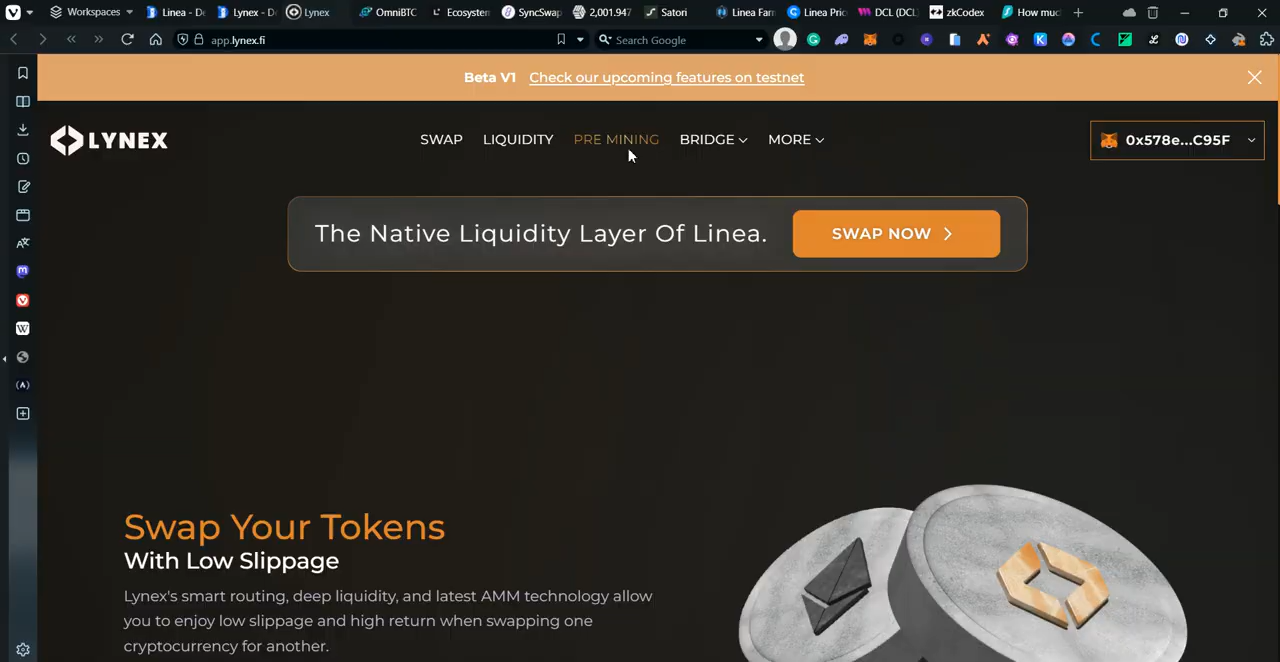 Workspaces
Linea - De
Lynex - De
Lynex
OmniBTC
Ecosystem
SyncSwap
2,001.947
Satori
Linea Farm
Linea Pric
DCL (DCL)
zkCodex
How much
app.lynex.fi
Search Google
Beta V1 Check our upcoming features on testnet
LYNEX
SWAP
LIQUIDITY
PRE MINING
BRIDGE
MORE
0x578e...C95F
The Native Liquidity Layer Of Linea.
SWAP NOW
Swap Your Tokens
With Low Slippage
Lynex's smart routing, deep liquidity, and latest AMM technology allow
you to enjoy low slippage and high return when swapping one
cryptocurrency for another.